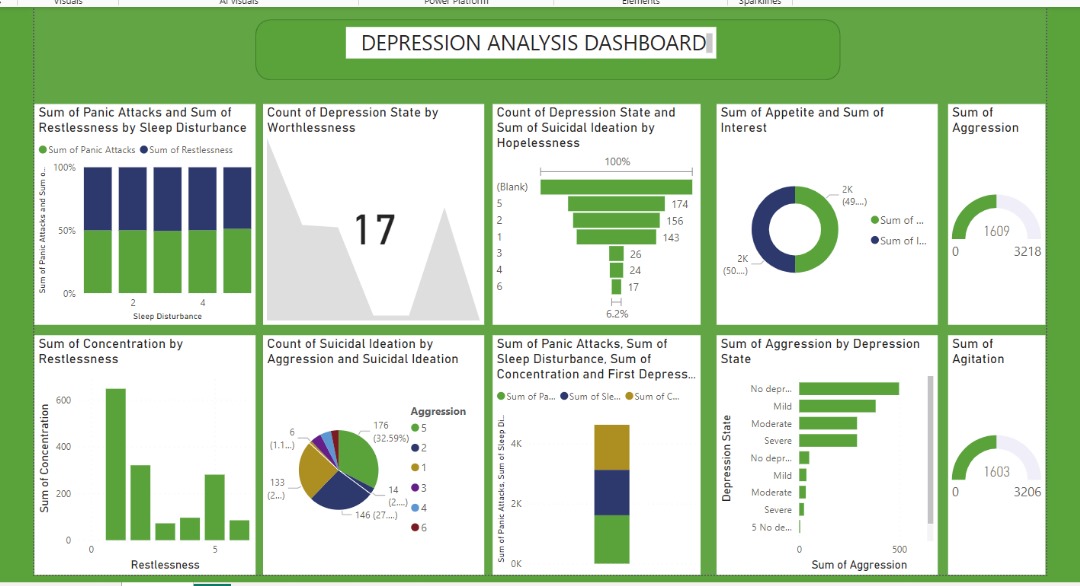 Visuals
AI visuals
Power Platform
Elements
Sparklines
DEPRESSION ANALYSIS DASHBOARD
Sum of Panic Attacks and Sum of
Restlessness by Sleep Disturbance
Sum of Panic Attacks
Sum of Restlessness
Sum of Panic Attacks and Sum o...
100%
50%
0%
2
4
Sleep Disturbance
Count of Depression State by
Worthlessness
17
Count of Depression State and
Sum of Suicidal Ideation by
Hopelessness
100%
(Blank)
5
174
2
156
1
143
3
26
4
24
6
17
6.2%
Sum of Appetite and Sum of
Interest
2K
(49....)
2K
(50....)
Sum of ...
Sum of I...
Sum of
Aggression
1609
0
3218
Sum of Concentration by
Restlessness
Sum of Concentration
600
400
200
0
0
5
Restlessness
Count of Suicidal Ideation by
Aggression and Suicidal Ideation
6
(1.1...)
176
(32.59%)
133
(2...)
14
(2....)
146 (27....)
Aggression
5
2
1
3
4
6
Sum of Panic Attacks, Sum of
Sleep Disturbance, Sum of
Concentration and First Depress...
Sum of Pa...
Sum of Sle...
Sum of C...
Sum of Panic Attacks, Sum of Sleep Di...
4K
2K
0K
Sum of Aggression by Depression
State
Depression State
No depr...
Mild
Moderate
Severe
No depr...
Mild
Moderate
Severe
5 No de...
0
500
Sum of Aggression
Sum of
Agitation
1603
0
3206